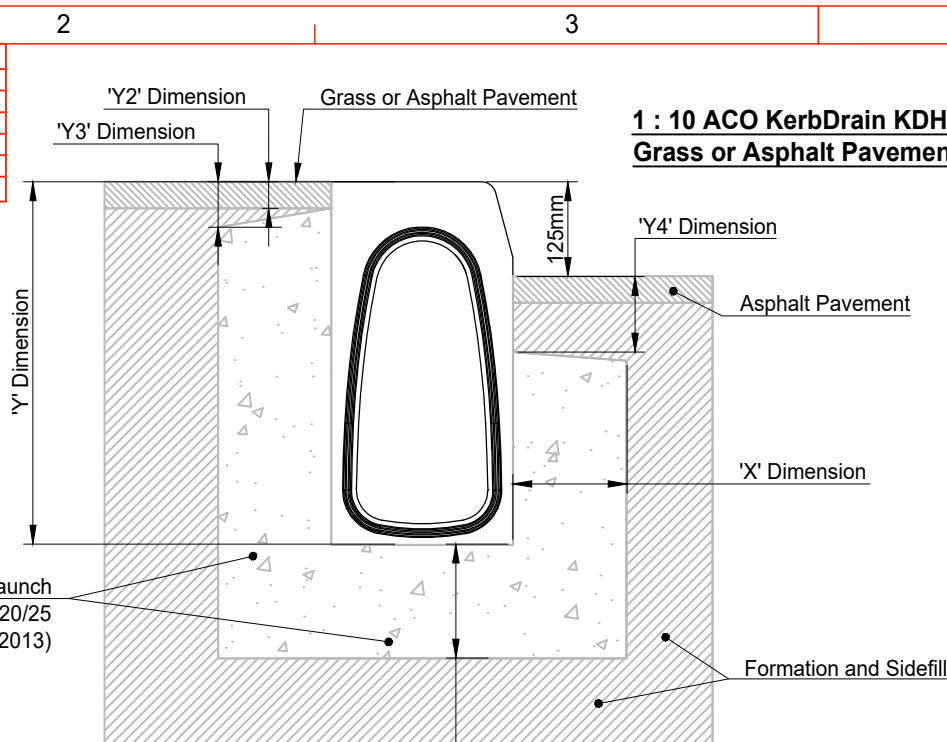 2
3
'Y2' Dimension
Grass or Asphalt Pavement
'Y3' Dimension
1 : 10 ACO KerbDrain KDH
Grass or Asphalt Pavemen
125mm
'Y4' Dimension
Asphalt Pavement
'Y' Dimension
'X' Dimension
aunch
20/25
2013)
Formation and Sidefill